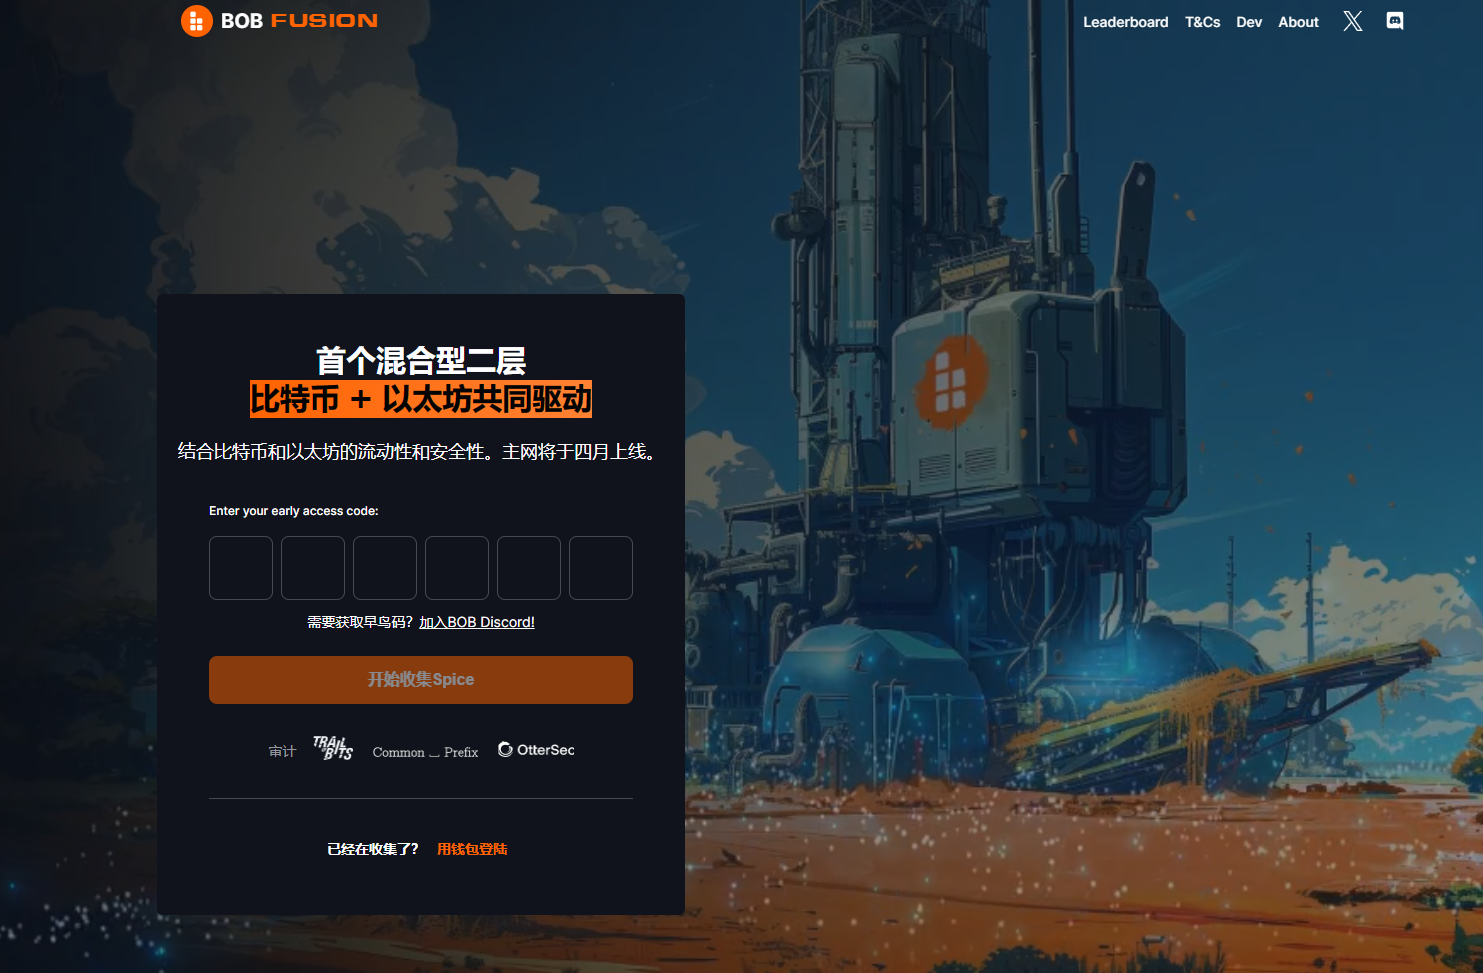 BOB FUSION
Leaderboard T&Cs Dev About
首个混合型二层
比特币 + 以太坊共同驱动
结合比特币和以太坊的流动性和安全性。主网将于四月上线。
Enter your early access code:
需要获取早鸟码？加入BOB Discord!
开始收集Spice
审计 TRAIL OF BITS Common Prefix OtterSec
已经在收集了？ 用钱包登陆